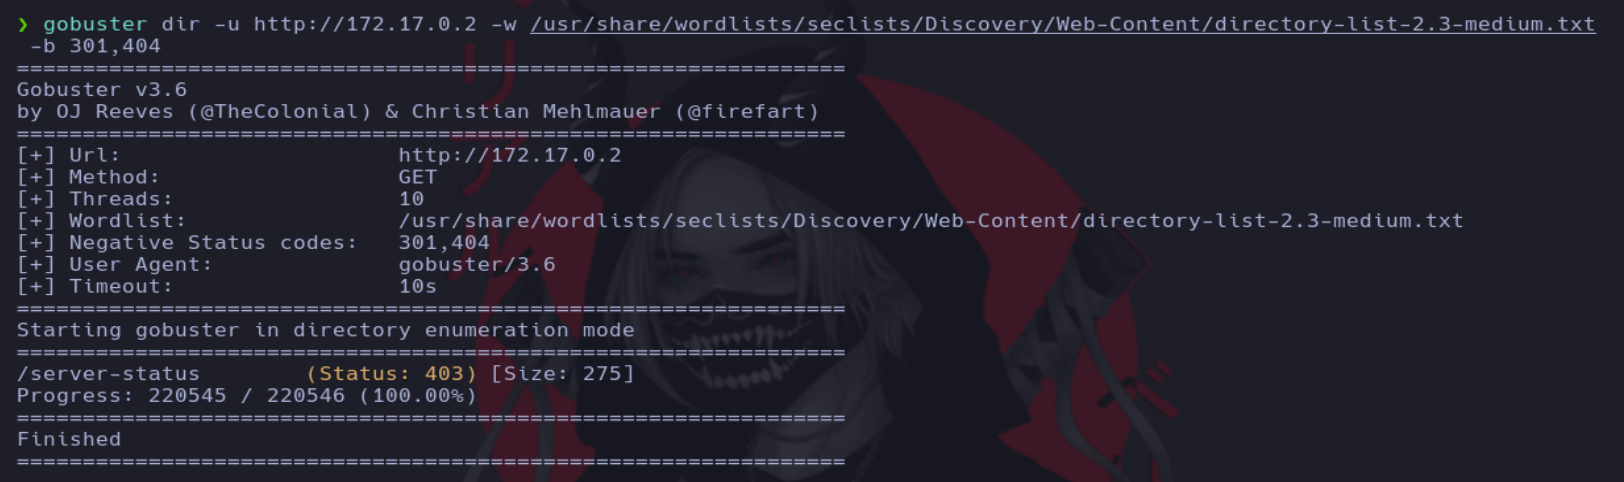 ❯ gobuster dir -u http://172.17.0.2 -w /usr/share/wordlists/seclists/Discovery/Web-Content/directory-list-2.3-medium.txt
-b 301,404
===============================================================
Gobuster v3.6
by OJ Reeves (@TheColonial) & Christian Mehlmauer (@firefart)
===============================================================
[+] Url:                     http://172.17.0.2
[+] Method:                  GET
[+] Threads:                 10
[+] Wordlist:                /usr/share/wordlists/seclists/Discovery/Web-Content/directory-list-2.3-medium.txt
[+] Negative Status codes:   301,404
[+] User Agent:              gobuster/3.6
[+] Timeout:                 10s
===============================================================
Starting gobuster in directory enumeration mode
===============================================================
/server-status        (Status: 403) [Size: 275]
Progress: 220545 / 220546 (100.00%)
===============================================================
Finished
===============================================================